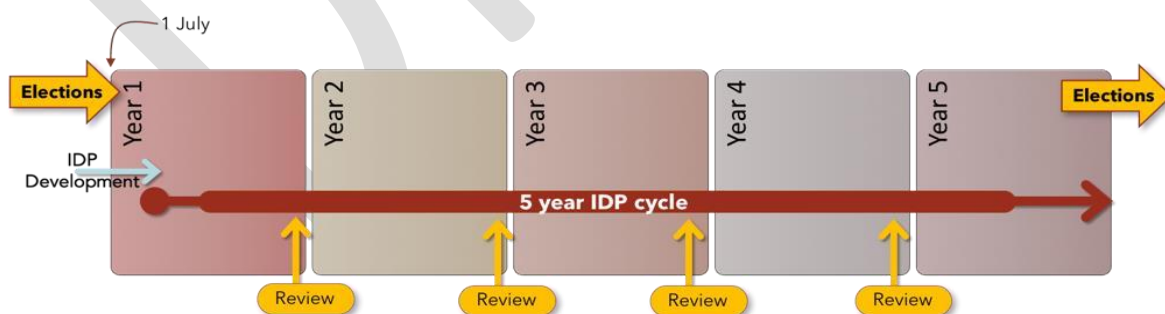 1 July
Elections
Year 1
Year 2
Year 3
Year 4
Year 5
Elections
IDP
Development
5 year IDP cycle
Review
Review
Review
Review